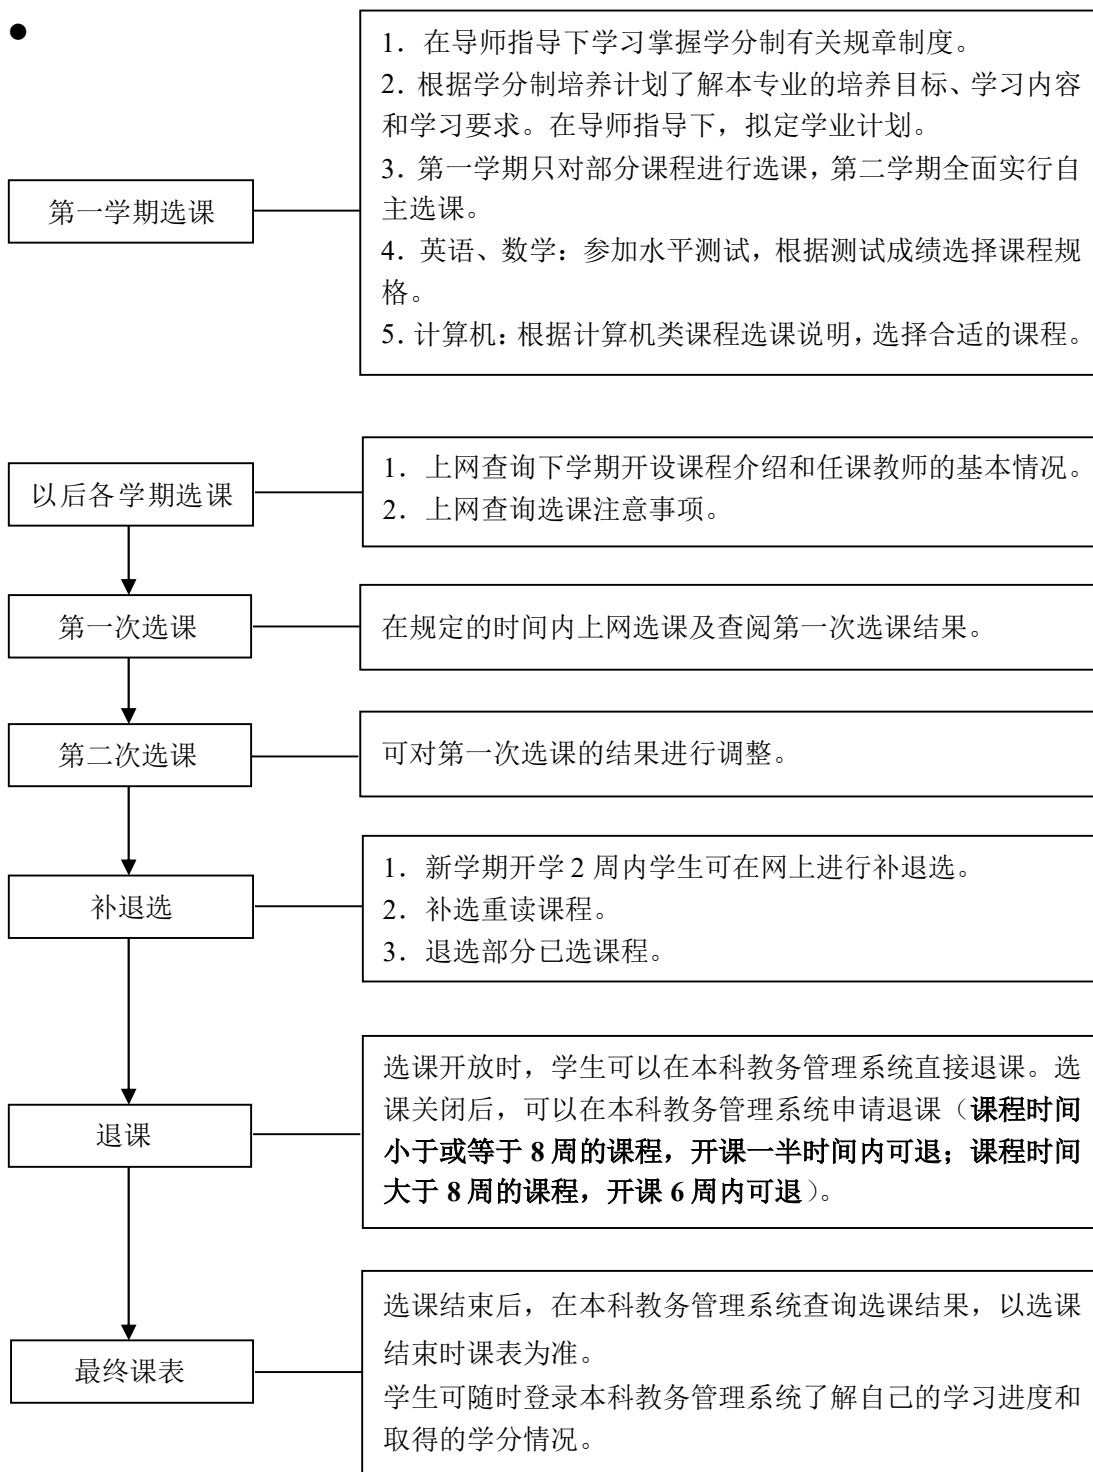 ●
1．在导师指导下学习掌握学分制有关规章制度。
2．根据学分制培养计划了解本专业的培养目标、学习内容
和学习要求。在导师指导下，拟定学业计划。
第一学期选课
3．第一学期只对部分课程进行选课，第二学期全面实行自
主选课。
4．英语、数学：参加水平测试，根据测试成绩选择课程规
格。
5．计算机：根据计算机类课程选课说明，选择合适的课程。
以后各学期选课
1．上网查询下学期开设课程介绍和任课教师的基本情况。
2．上网查询选课注意事项。
第一次选课
在规定的时间内上网选课及查阅第一次选课结果。
第二次选课
可对第一次选课的结果进行调整。
补退选
1．新学期开学 2 周内学生可在网上进行补退选。
2．补选重读课程。
3．退选部分已选课程。
退课
选课开放时，学生可以在本科教务管理系统直接退课。选
课关闭后，可以在本科教务管理系统申请退课（课程时间
小于或等于 8 周的课程，开课一半时间内可退；课程时间
大于 8 周的课程，开课 6 周内可退）。
最终课表
选课结束后，在本科教务管理系统查询选课结果，以选课
结束时课表为准。
学生可随时登录本科教务管理系统了解自己的学习进度和
取得的学分情况。